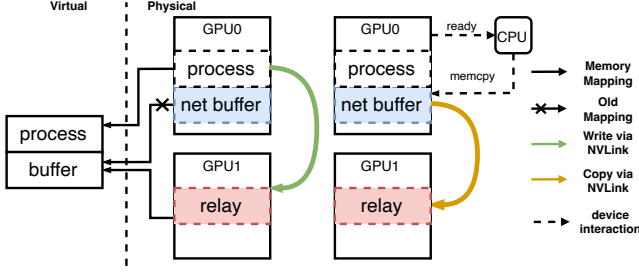 Virtual
Physical
GPU0
process
net buffer
GPU1
relay
process
buffer
GPU0
process
net buffer
GPU1
relay
ready
CPU
memcpy
Memory
Mapping
Old
Mapping
Write via
NVLink
Copy via
NVLink
device
interaction